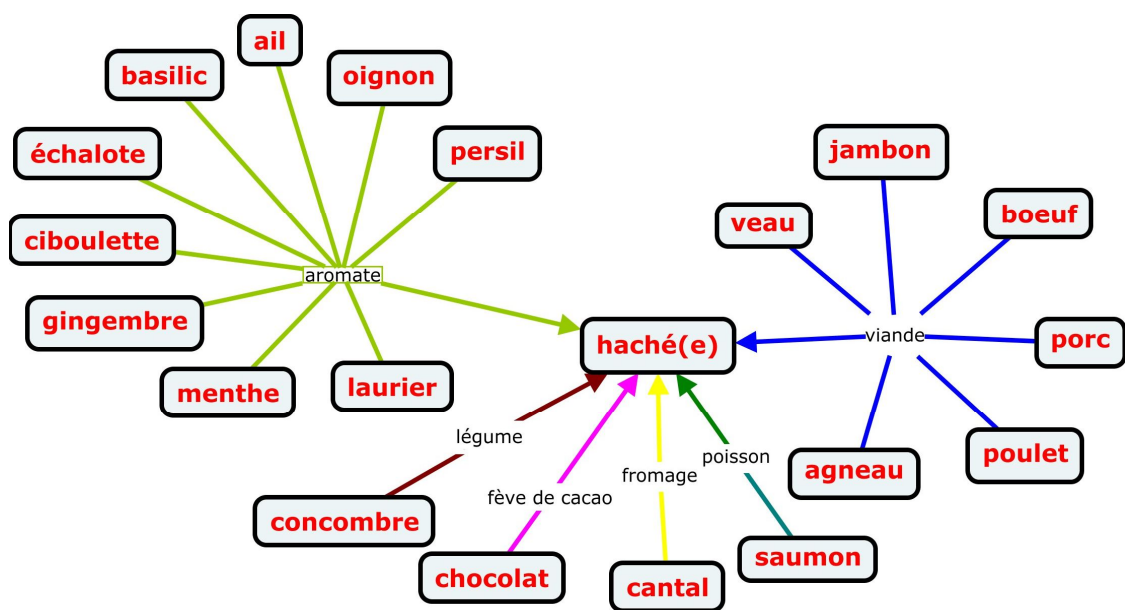 ail
basilic
oignon
échalote
persil
jambon
veau
boeuf
ciboulette
aromate
gingembre
haché(e)
viande
porc
menthe
laurier
légume
poisson
fromage
poulet
agneau
fève de cacao
concombre
saumon
chocolat
cantal